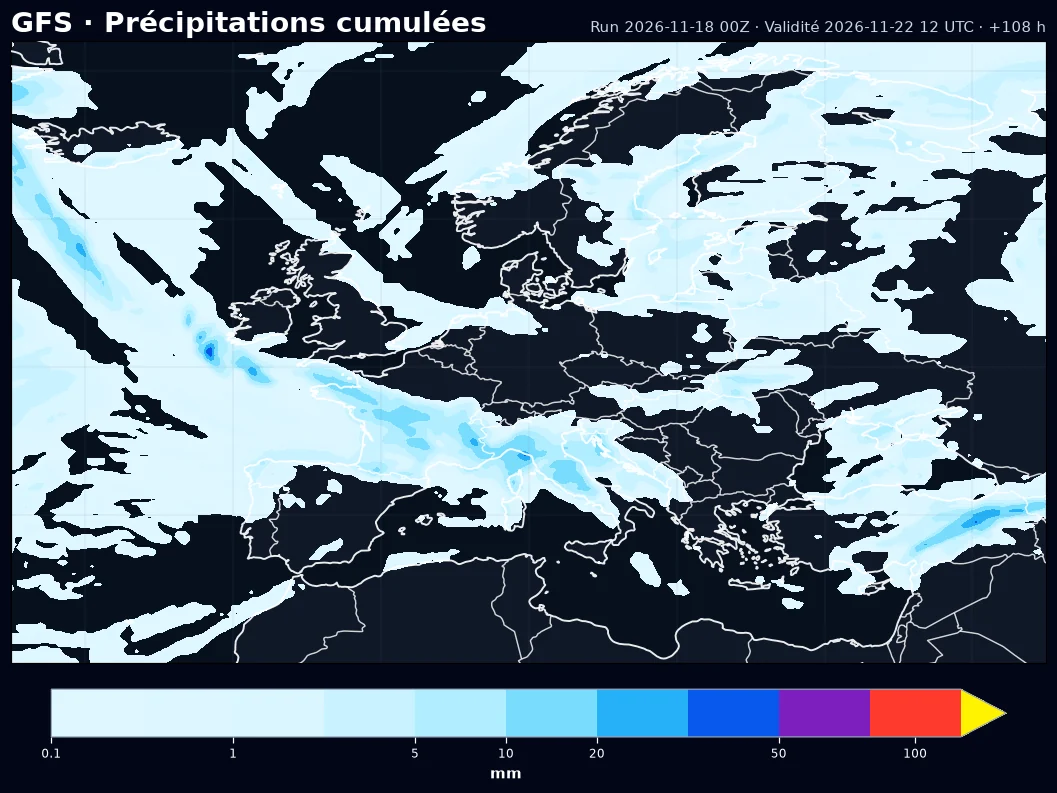 GFS · Précipitations cumulées
Run 2026-11-18 00Z · Validité 2026-11-22 12 UTC · +108 h
0.1 1 5 10 20 50 100
mm